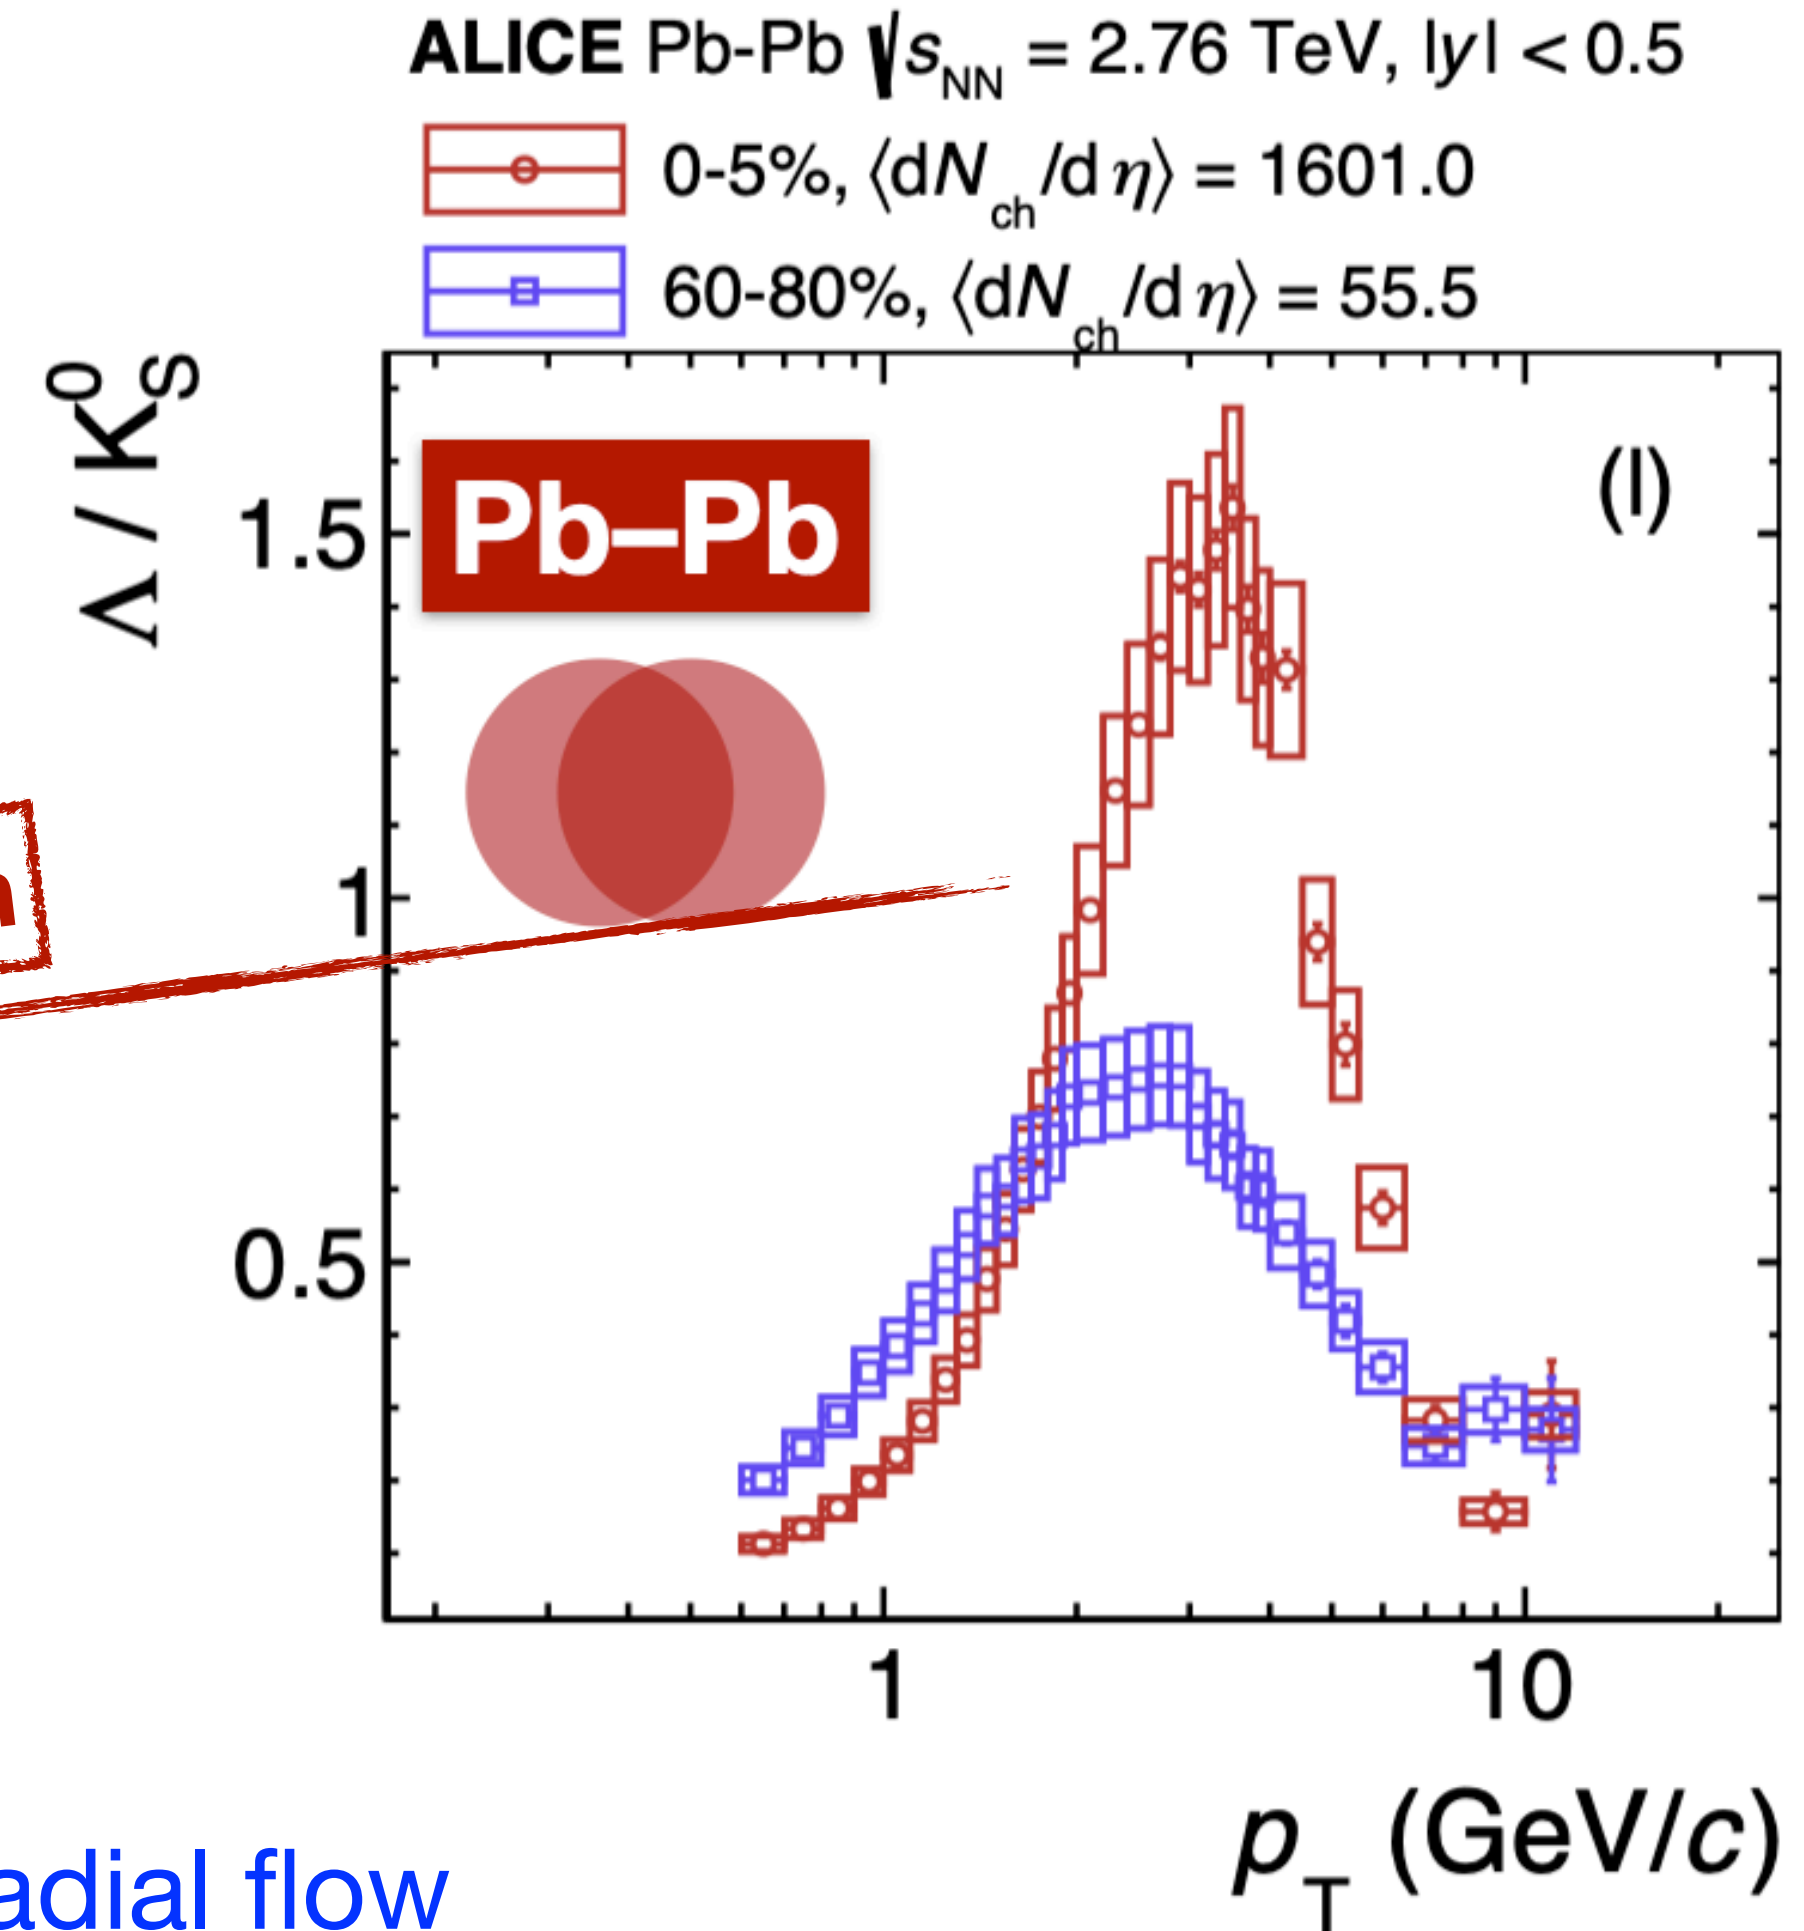 ALICE Pb-Pb √sNN = 2.76 TeV, |y| < 0.5
0-5%, ⟨dNch/dη⟩ = 1601.0
60-80%, ⟨dNch/dη⟩ = 55.5
Λ / K0S
(l)
Pb–Pb
1.5
1
0.5
1 10
pT (GeV/c)
adial flow